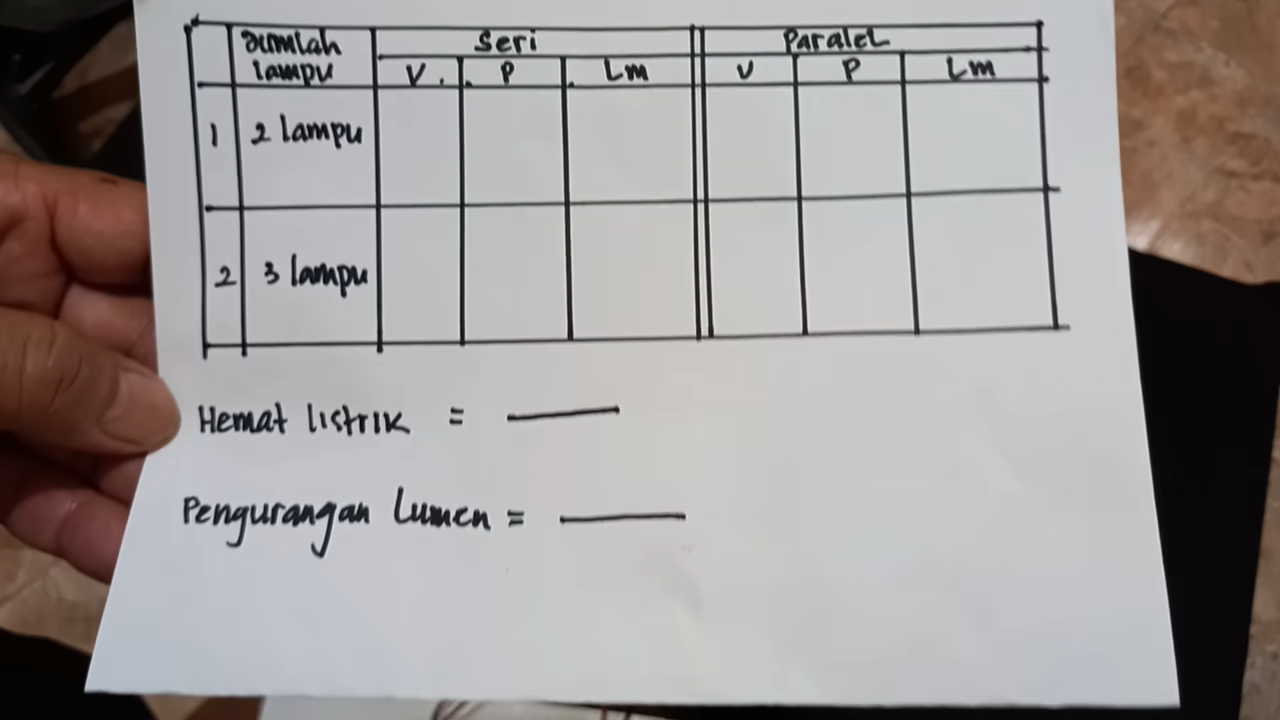 Jumlah lampu Seri Paralel
V. P Lm V P Lm
1 2 lampu
2 3 lampu
Hemat listrik =
Pengurangan Lumen =